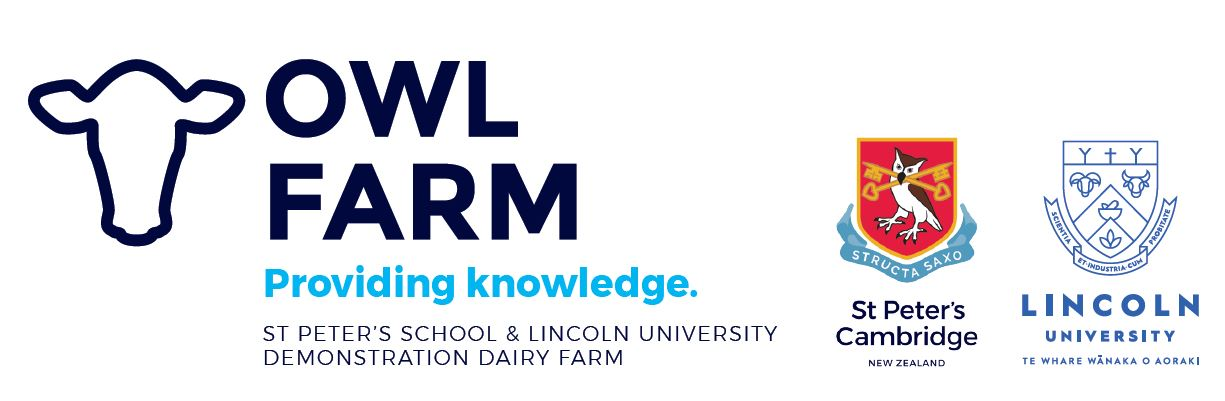 OWL
FARM
Providing knowledge.
ST PETER'S SCHOOL & LINCOLN UNIVERSITY
DEMONSTRATION DAIRY FARM
STRUCTA SAXO
St Peter's
Cambridge
NEW ZEALAND
SCIENTIA ET·INDUSTRIA·CUM PROBITATE
LINCOLN
UNIVERSITY
TE WHARE WĀNAKA O AORAKI